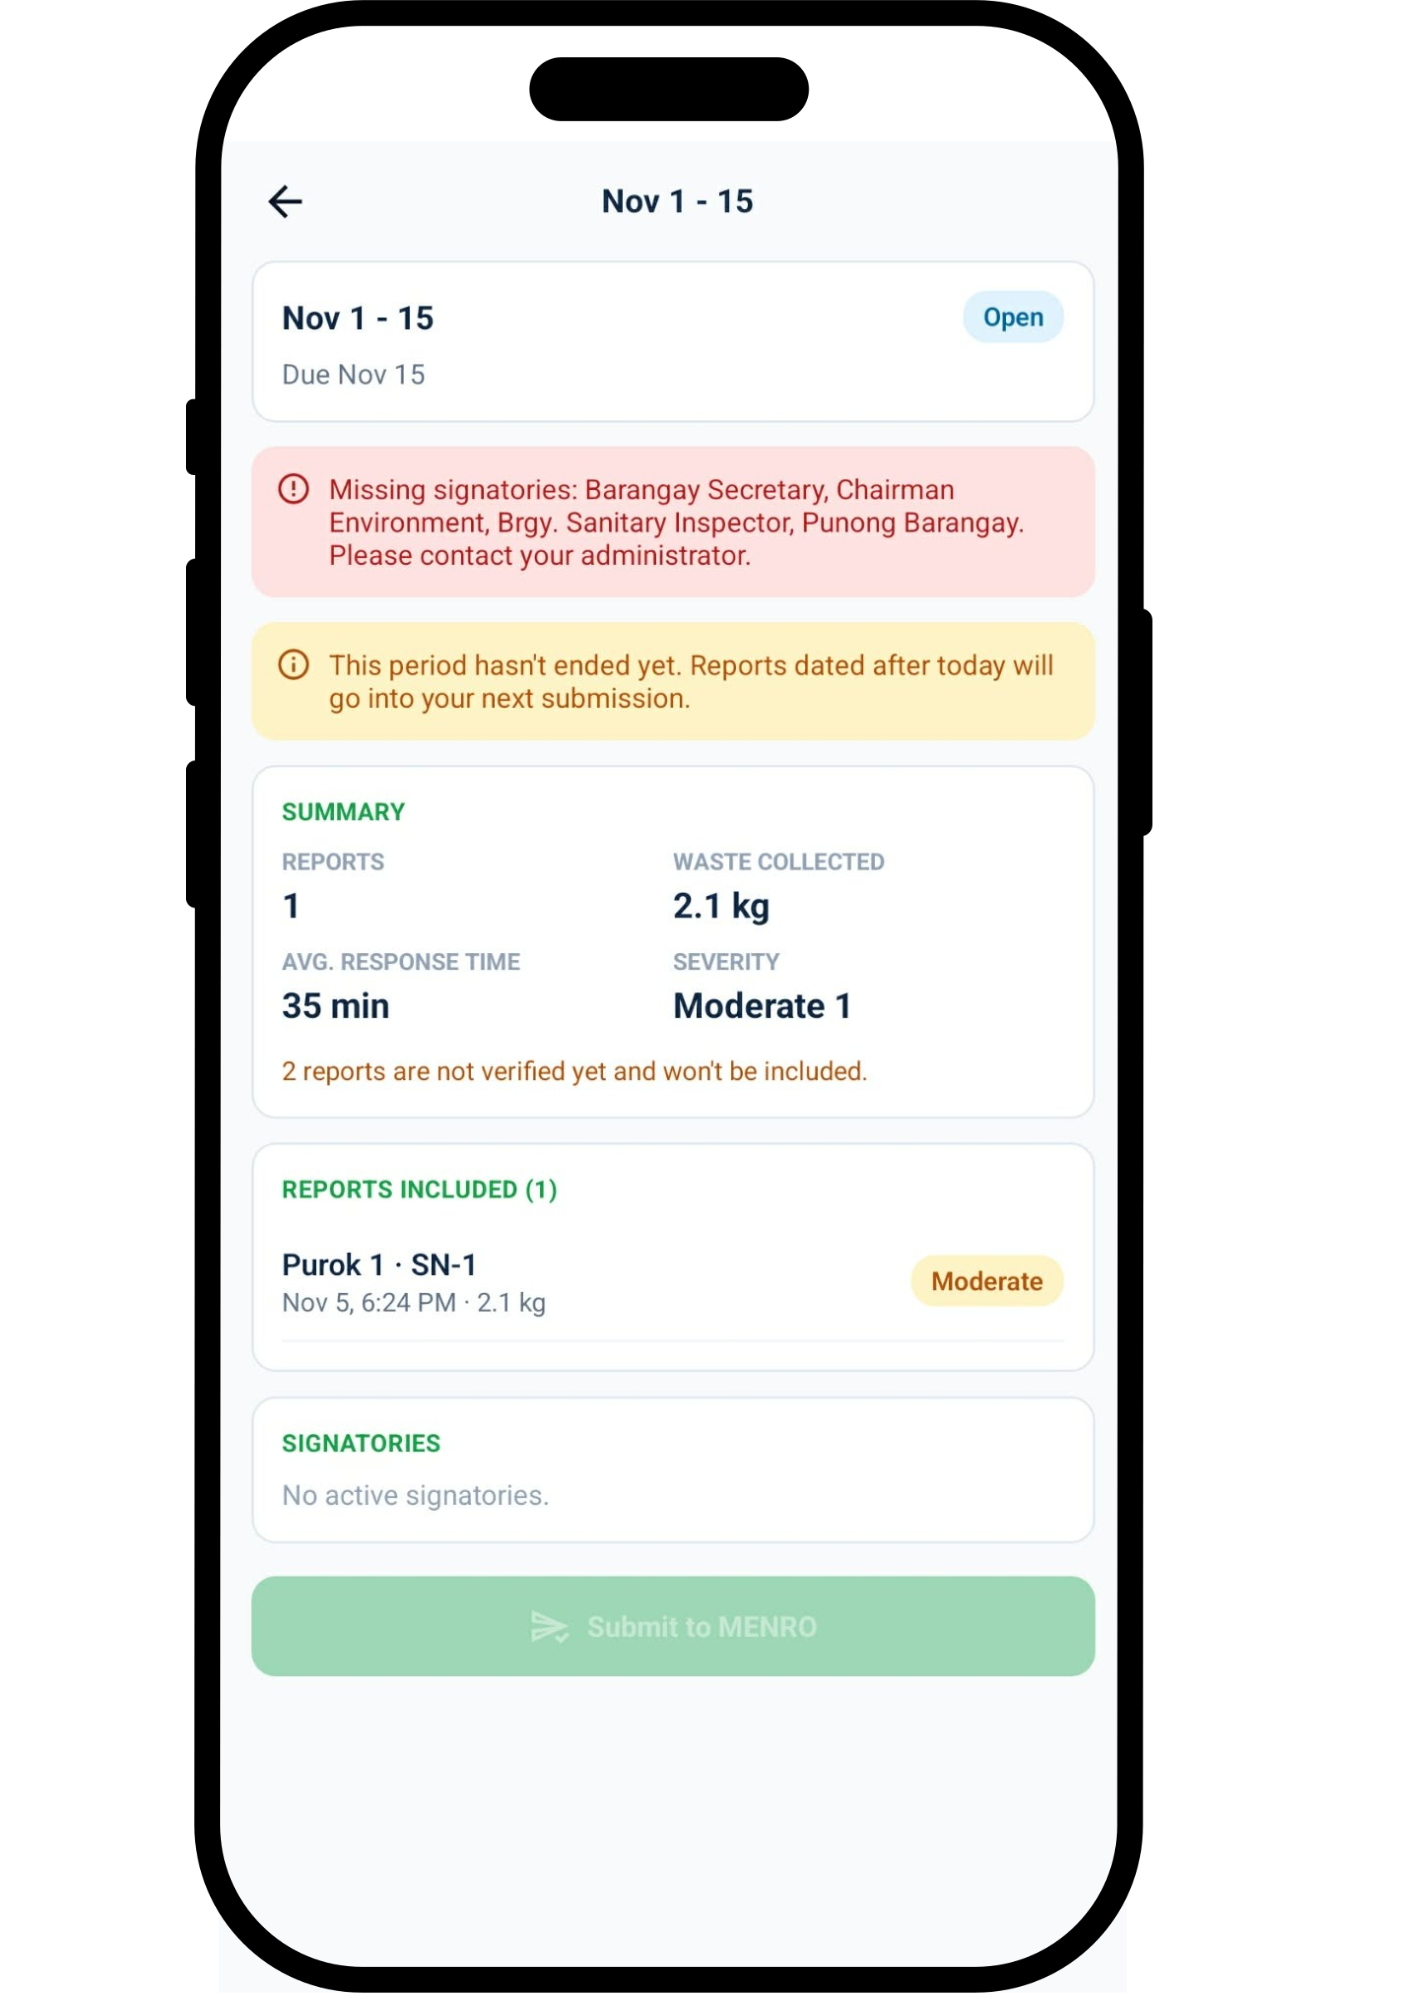 Nov 1 - 15
Nov 1 - 15
Open
Due Nov 15
Missing signatories: Barangay Secretary, Chairman
Environment, Brgy. Sanitary Inspector, Punong Barangay.
Please contact your administrator.
This period hasn't ended yet. Reports dated after today will
go into your next submission.
SUMMARY
REPORTS
1
WASTE COLLECTED
2.1 kg
AVG. RESPONSE TIME
35 min
SEVERITY
Moderate 1
2 reports are not verified yet and won't be included.
REPORTS INCLUDED (1)
Purok 1 · SN-1
Nov 5, 6:24 PM · 2.1 kg
Moderate
SIGNATORIES
No active signatories.
Submit to MENRO